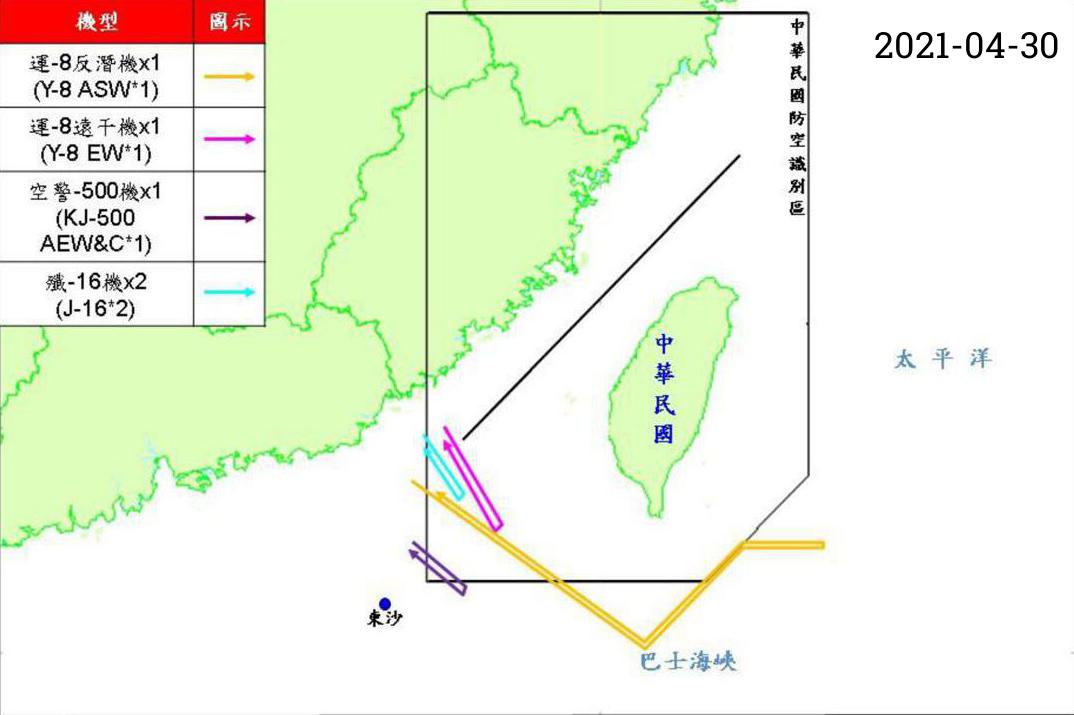 機型 圖示
運-8反潛機x1
(Y-8 ASW*1)
運-8遠干機x1
(Y-8 EW*1)
空警-500機x1
(KJ-500
AEW&C*1)
殲-16機x2
(J-16*2)
2021-04-30
中華民國防空識別區
中華民國
太平洋
東沙
巴士海峽